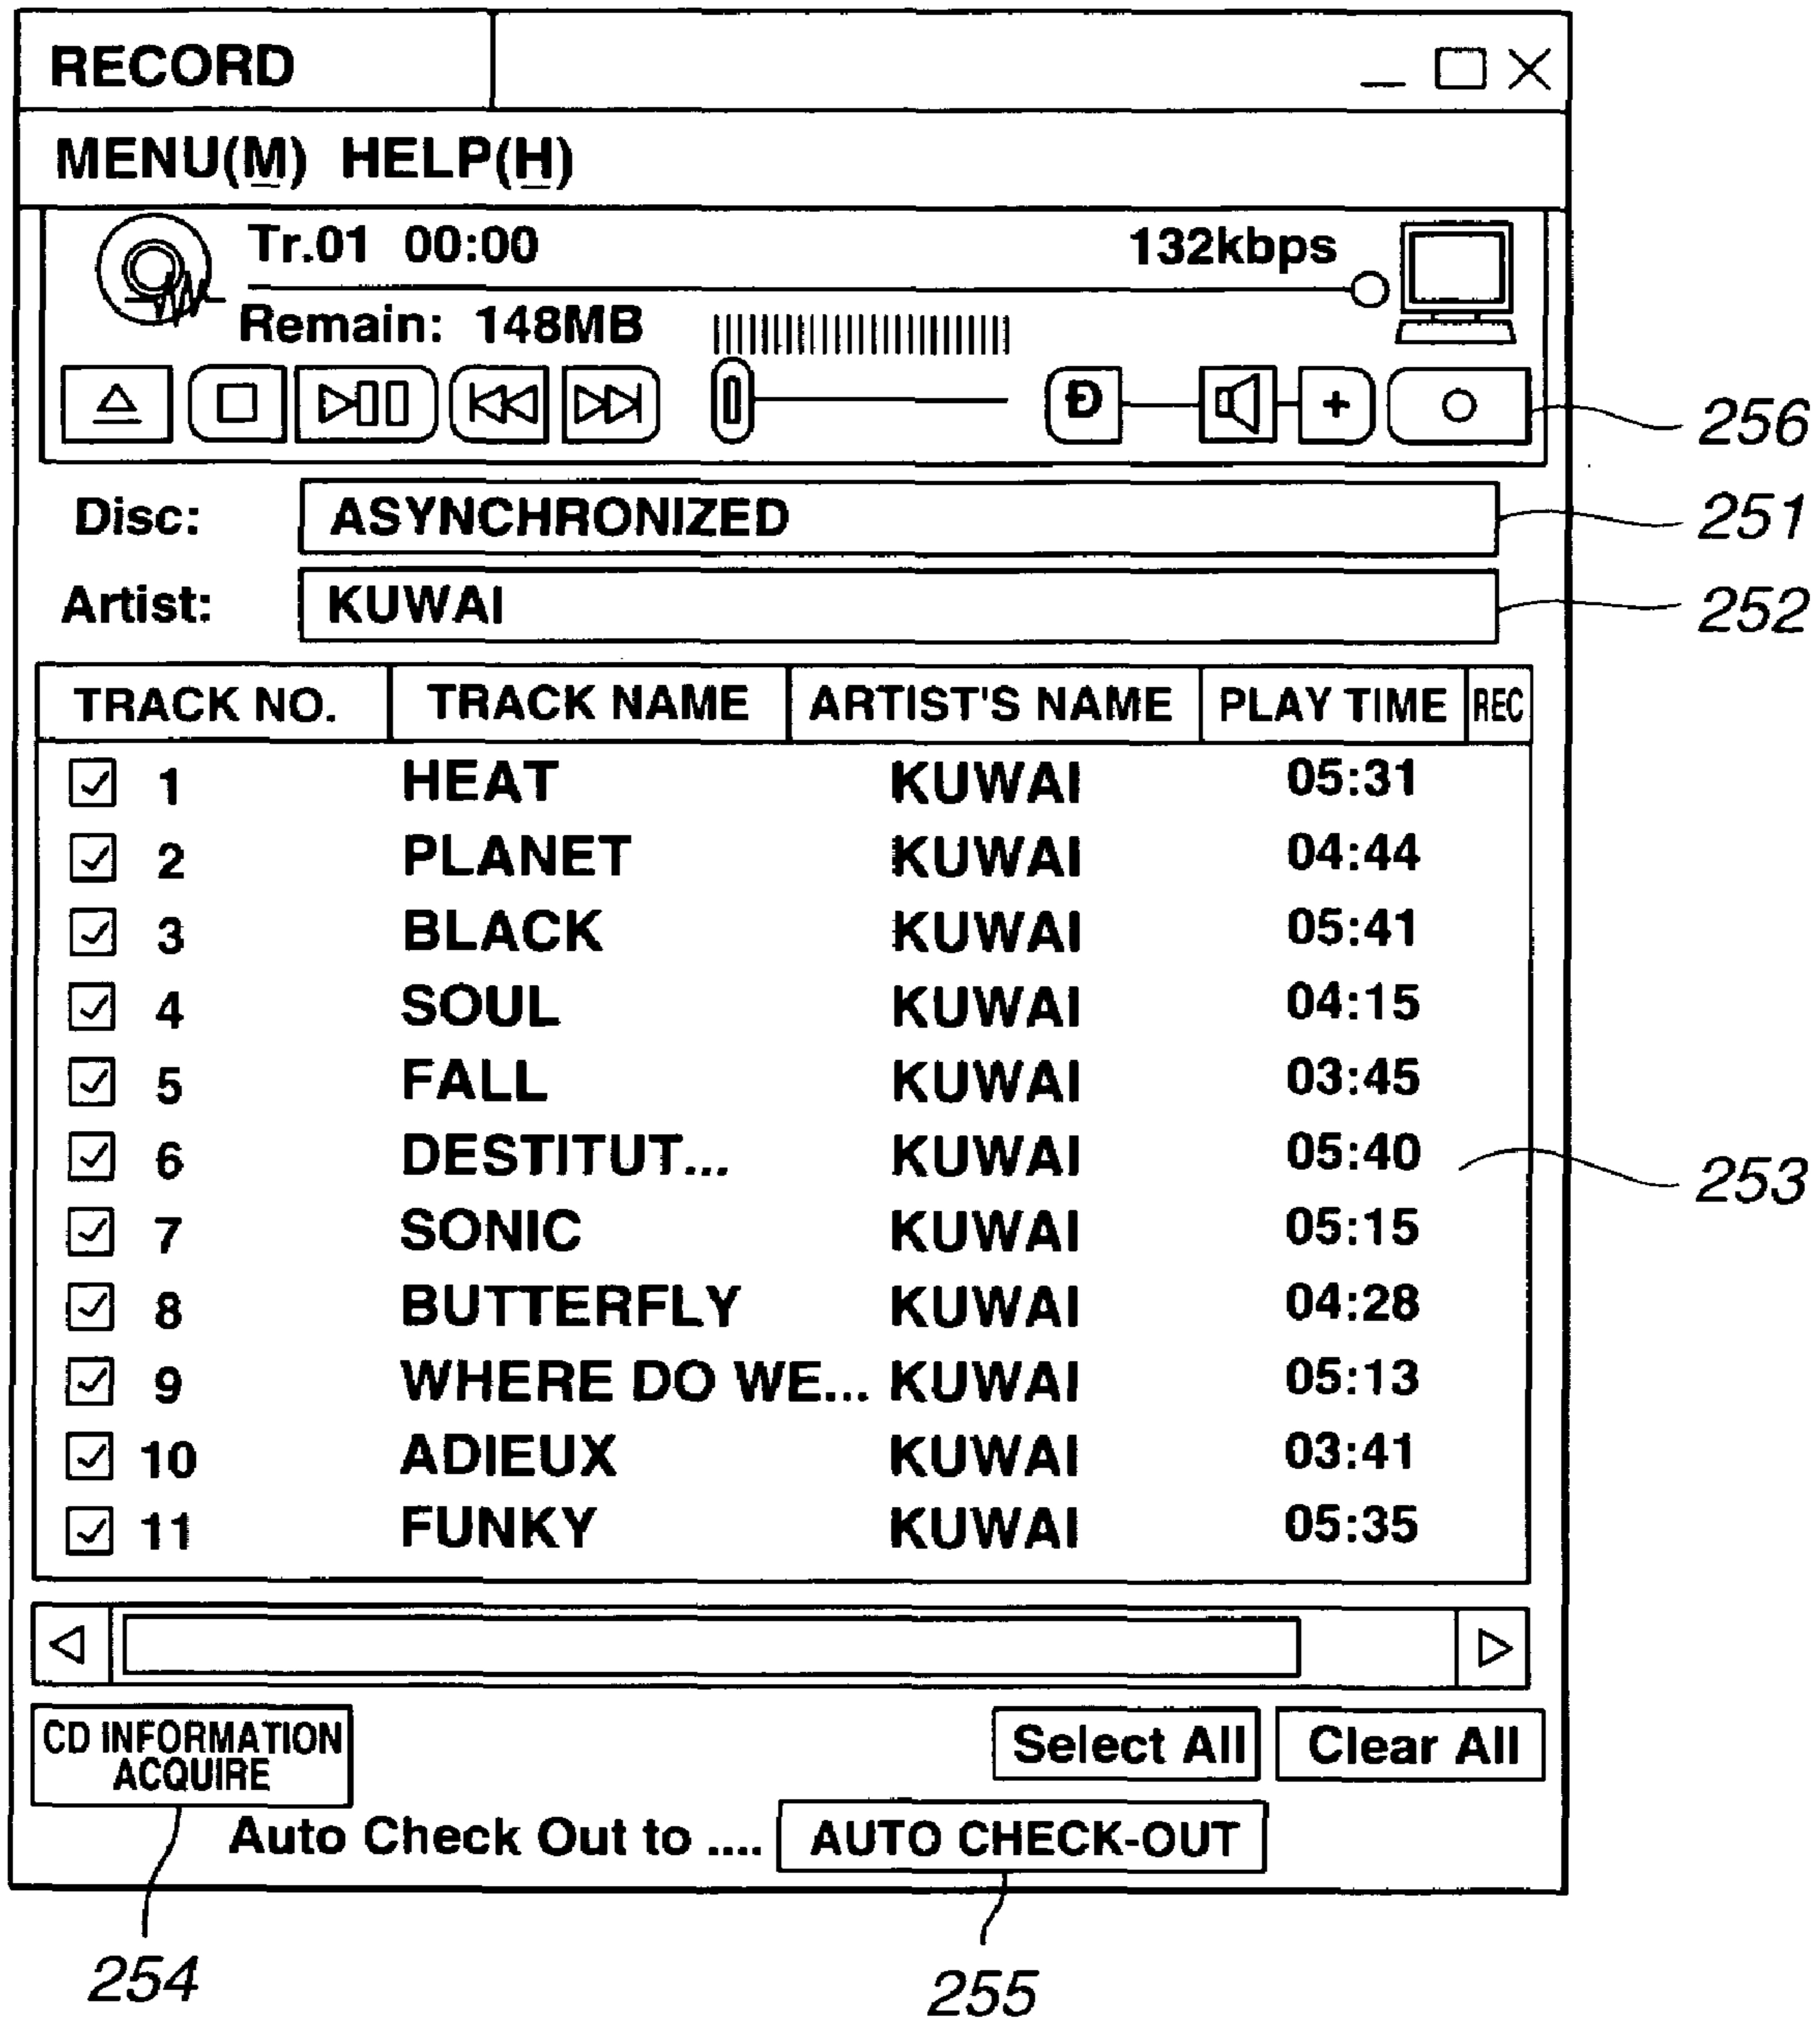 RECORD
MENU(M) HELP(H)
Tr.01 00:00 132kbps
Remain: 148MB
Đ + 256
Disc: ASYNCHRONIZED 251
Artist: KUWAI 252
TRACK NO. TRACK NAME ARTIST'S NAME PLAY TIME REC
1 HEAT KUWAI 05:31
2 PLANET KUWAI 04:44
3 BLACK KUWAI 05:41
4 SOUL KUWAI 04:15
5 FALL KUWAI 03:45
6 DESTITUT... KUWAI 05:40 253
7 SONIC KUWAI 05:15
8 BUTTERFLY KUWAI 04:28
9 WHERE DO WE... KUWAI 05:13
10 ADIEUX KUWAI 03:41
11 FUNKY KUWAI 05:35
CD INFORMATION
ACQUIRE
Select All Clear All
Auto Check Out to .... AUTO CHECK-OUT
254 255